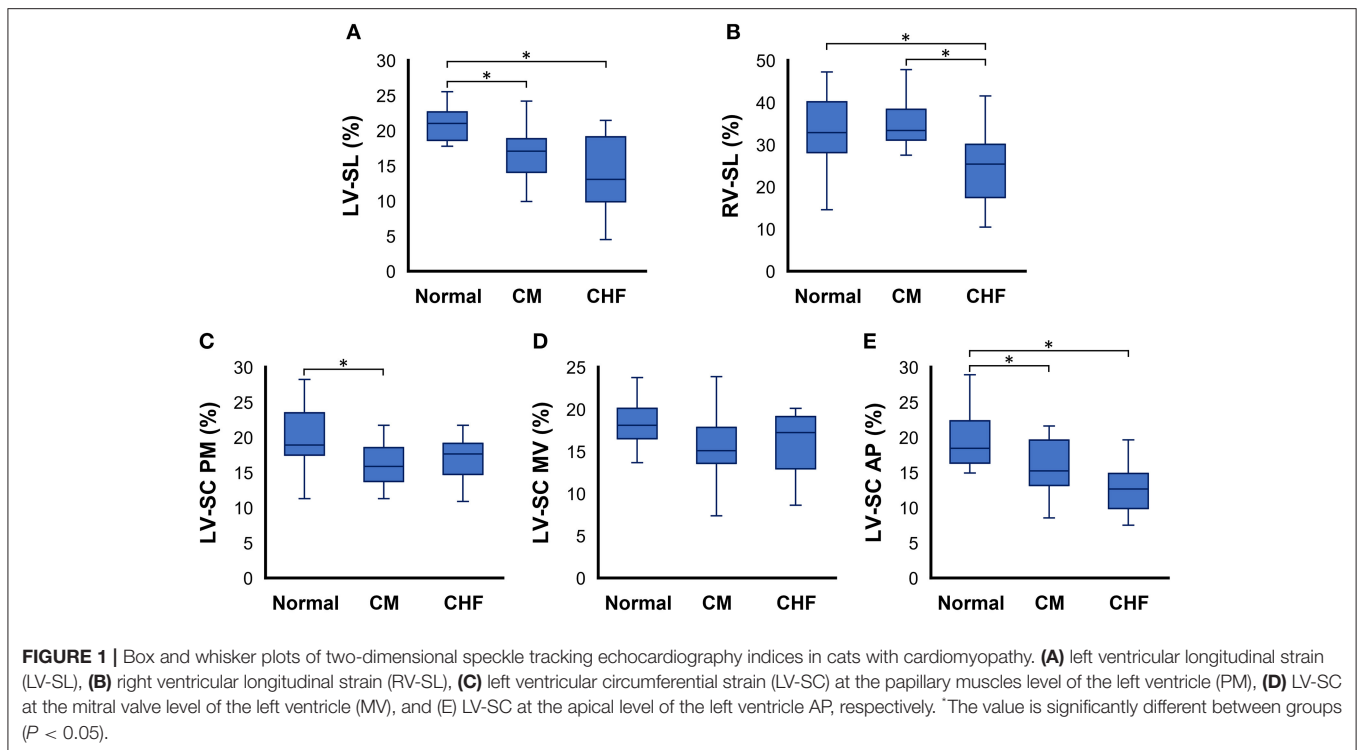 A
LV-SL (%)
30
25
20
15
10
5
0
*
*
Normal CM CHF
B
RV-SL (%)
50
40
30
20
10
0
*
*
Normal CM CHF
C
LV-SC PM (%)
30
25
20
15
10
5
0
*
Normal CM CHF
D
LV-SC MV (%)
25
20
15
10
5
0
Normal CM CHF
E
LV-SC AP (%)
30
25
20
15
10
5
0
*
*
Normal CM CHF
FIGURE 1 | Box and whisker plots of two-dimensional speckle tracking echocardiography indices in cats with cardiomyopathy. (A) left ventricular longitudinal strain
(LV-SL), (B) right ventricular longitudinal strain (RV-SL), (C) left ventricular circumferential strain (LV-SC) at the papillary muscles level of the left ventricle (PM), (D) LV-SC
at the mitral valve level of the left ventricle (MV), and (E) LV-SC at the apical level of the left ventricle AP, respectively. *The value is significantly different between groups
(P < 0.05).